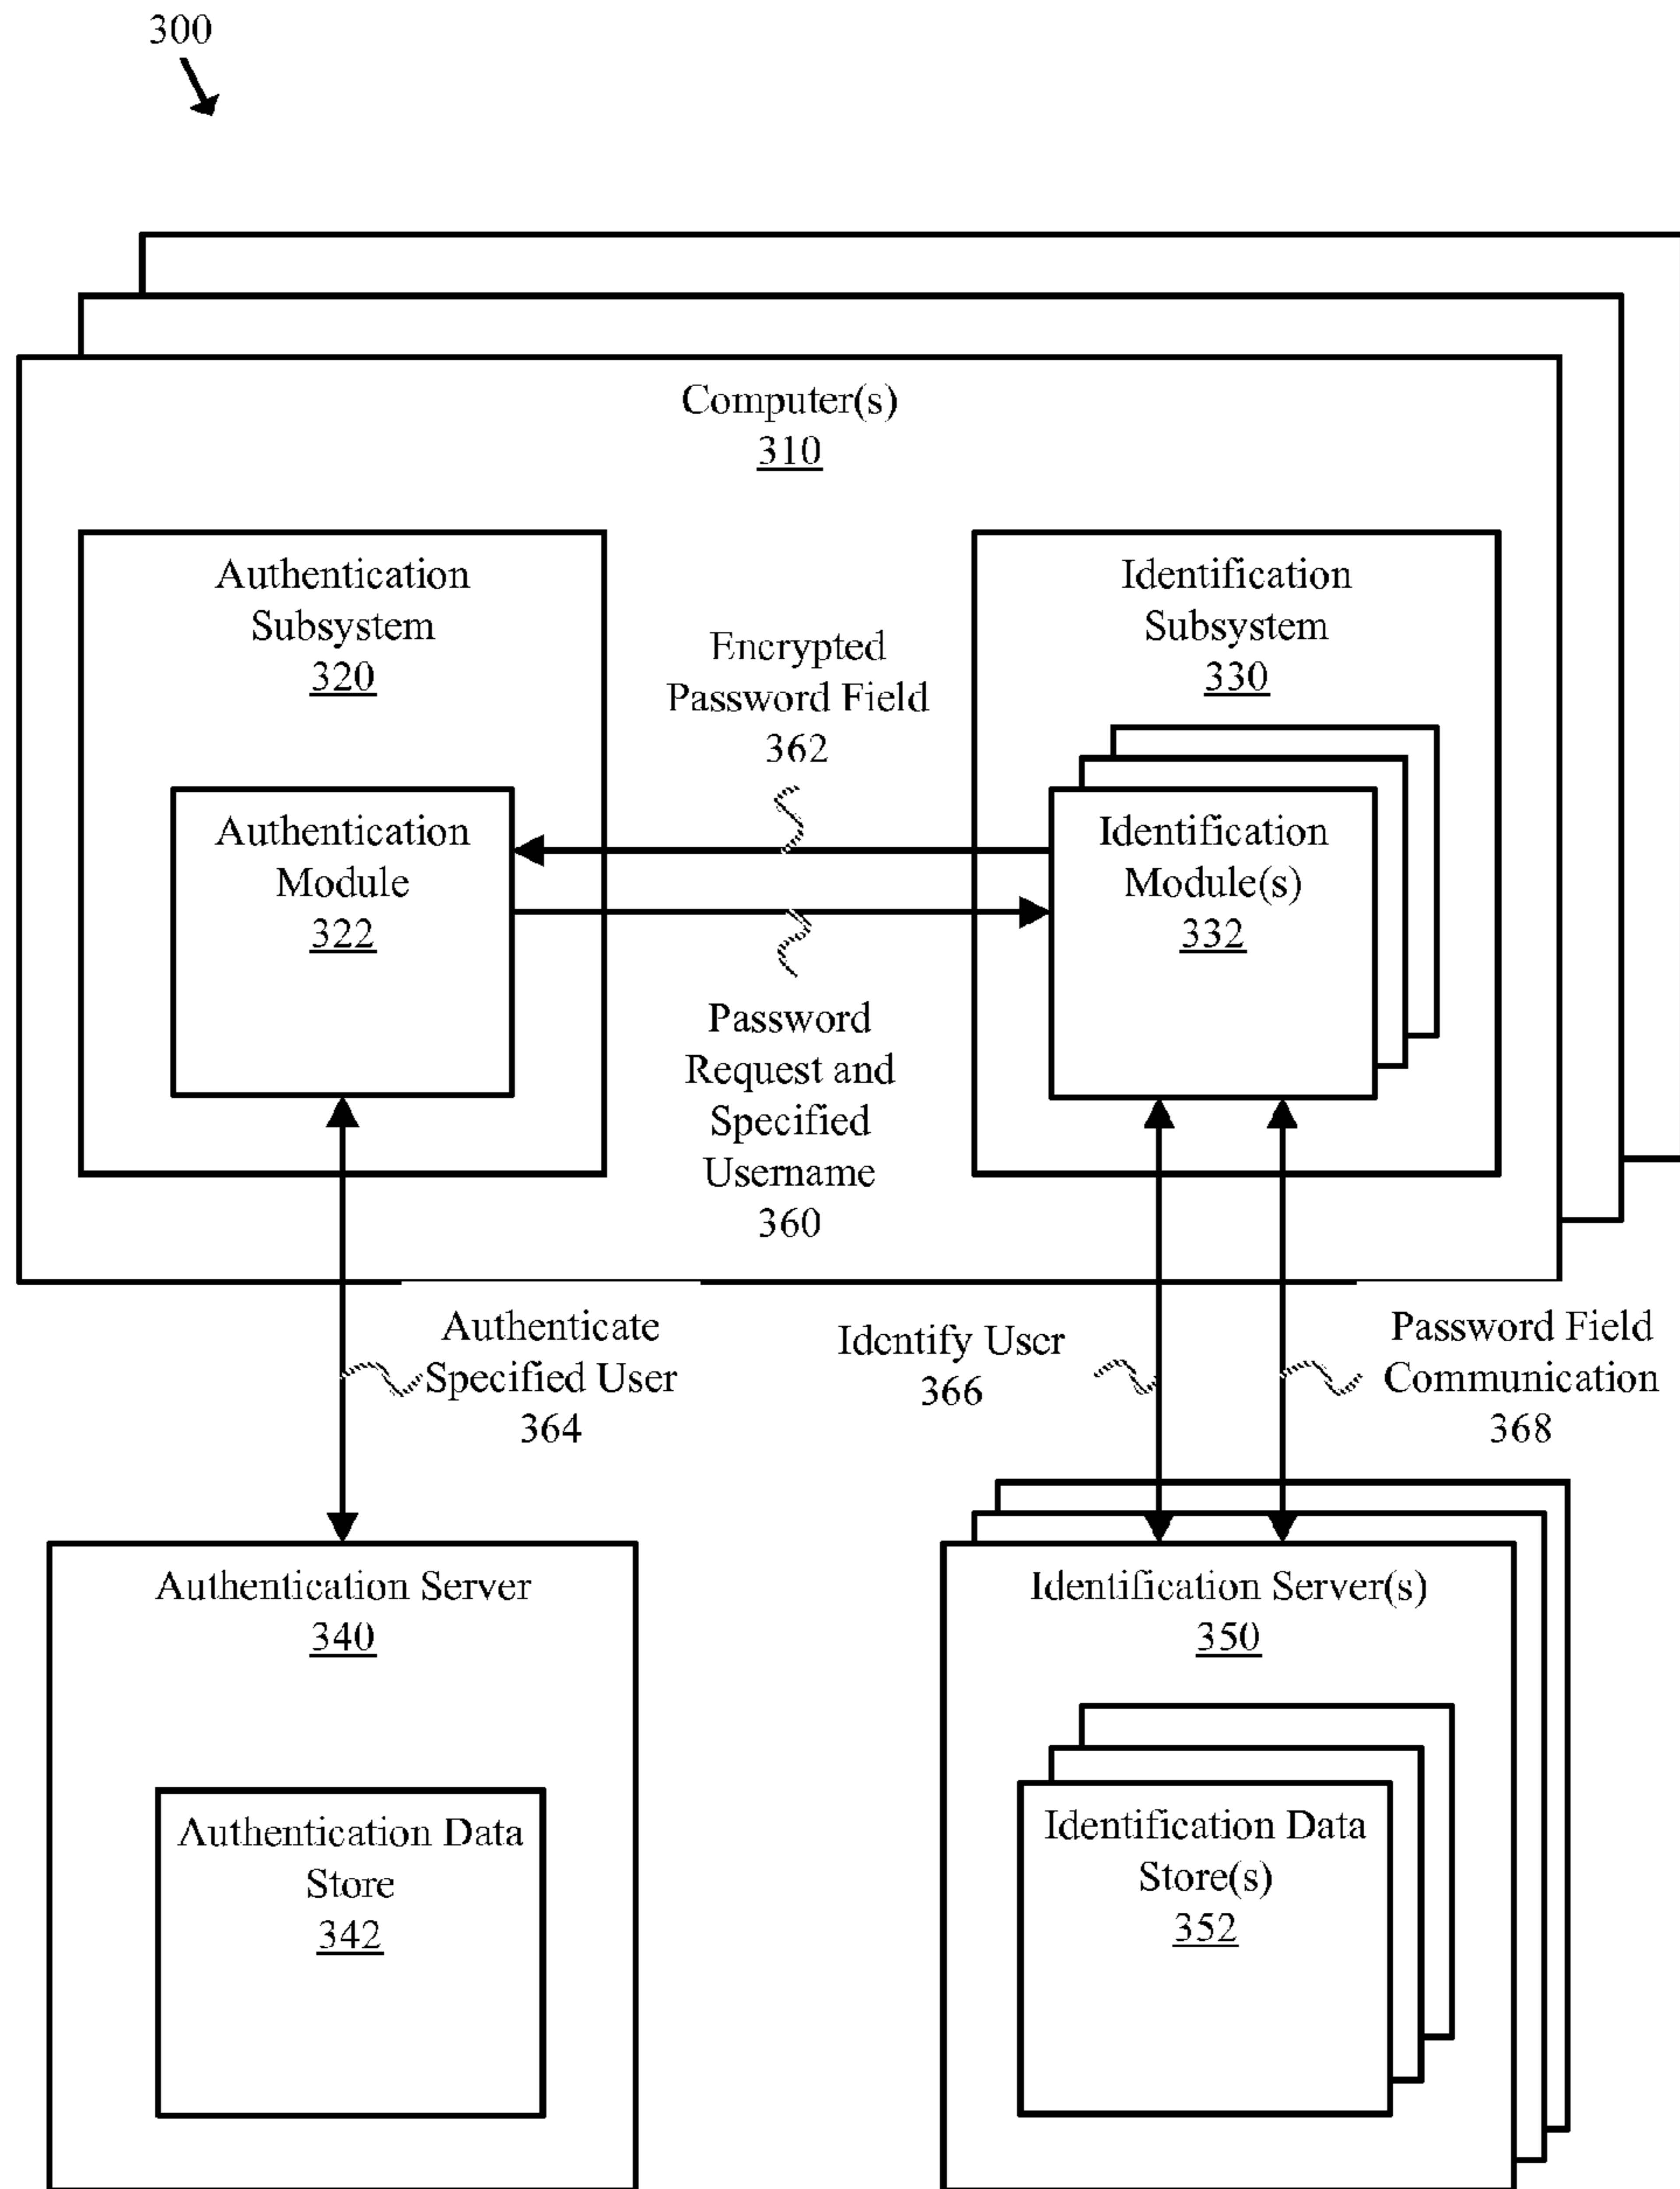 300
Computer(s)
310
Authentication
Subsystem
320
Identification
Subsystem
330
Encrypted
Password Field
362
Authentication
Module
322
Identification
Module(s)
332
Password
Request and
Specified
Username
360
Authenticate
Specified User
364
Identify User
366
Password Field
Communication
368
Authentication Server
340
Identification Server(s)
350
Authentication Data
Store
342
Identification Data
Store(s)
352